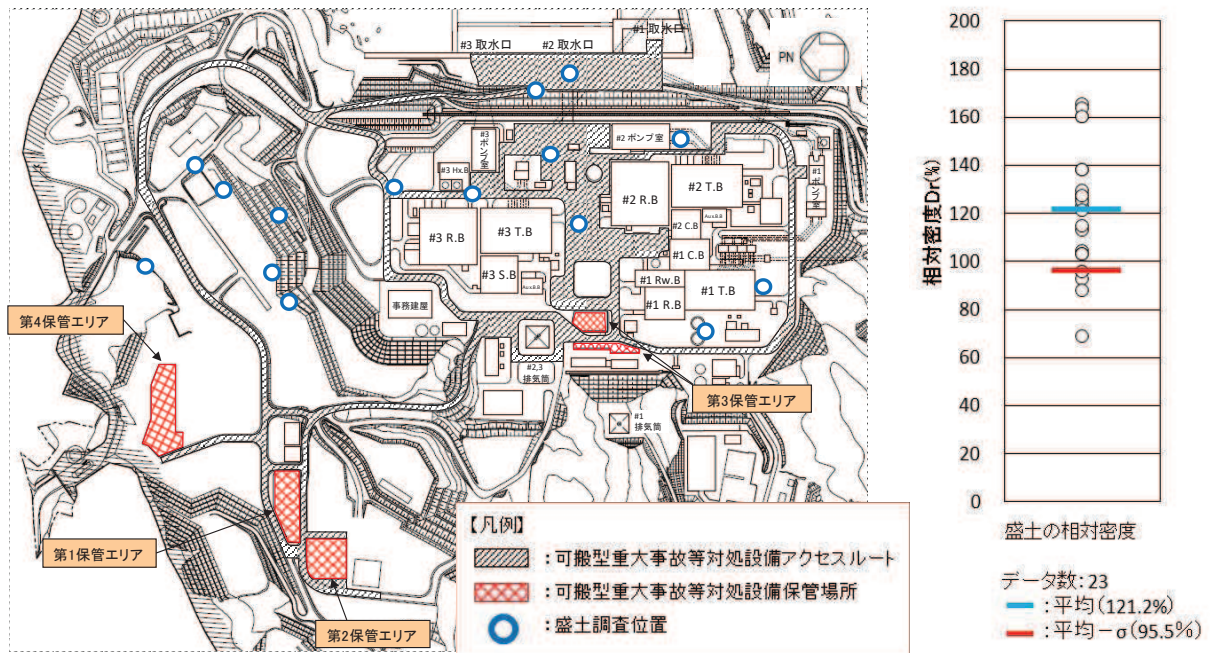 #3 取水口
#2 取水口
#1 取水口
PN
#3
ポンプ室
#2 ポンプ室
#1
ポンプ室
#3 Hx.B
#2 R.B
#2 T.B
Aux.B.B
#2 C.B
#3 R.B
#3 T.B
#1 C.B
#3 S.B
Aux.B.B
#1 Rw.B
#1 R.B
#1 T.B
事務建屋
第4保管エリア
#2,3
排気筒
第3保管エリア
#1
排気筒
第1保管エリア
第2保管エリア
【凡例】
:可搬型重大事故等対処設備アクセスルート
:可搬型重大事故等対処設備保管場所
:盛土調査位置
相対密度Dr(%)
200
180
160
140
120
100
80
60
40
20
0
盛土の相対密度
データ数:23
:平均(121.2%)
:平均－σ(95.5%)